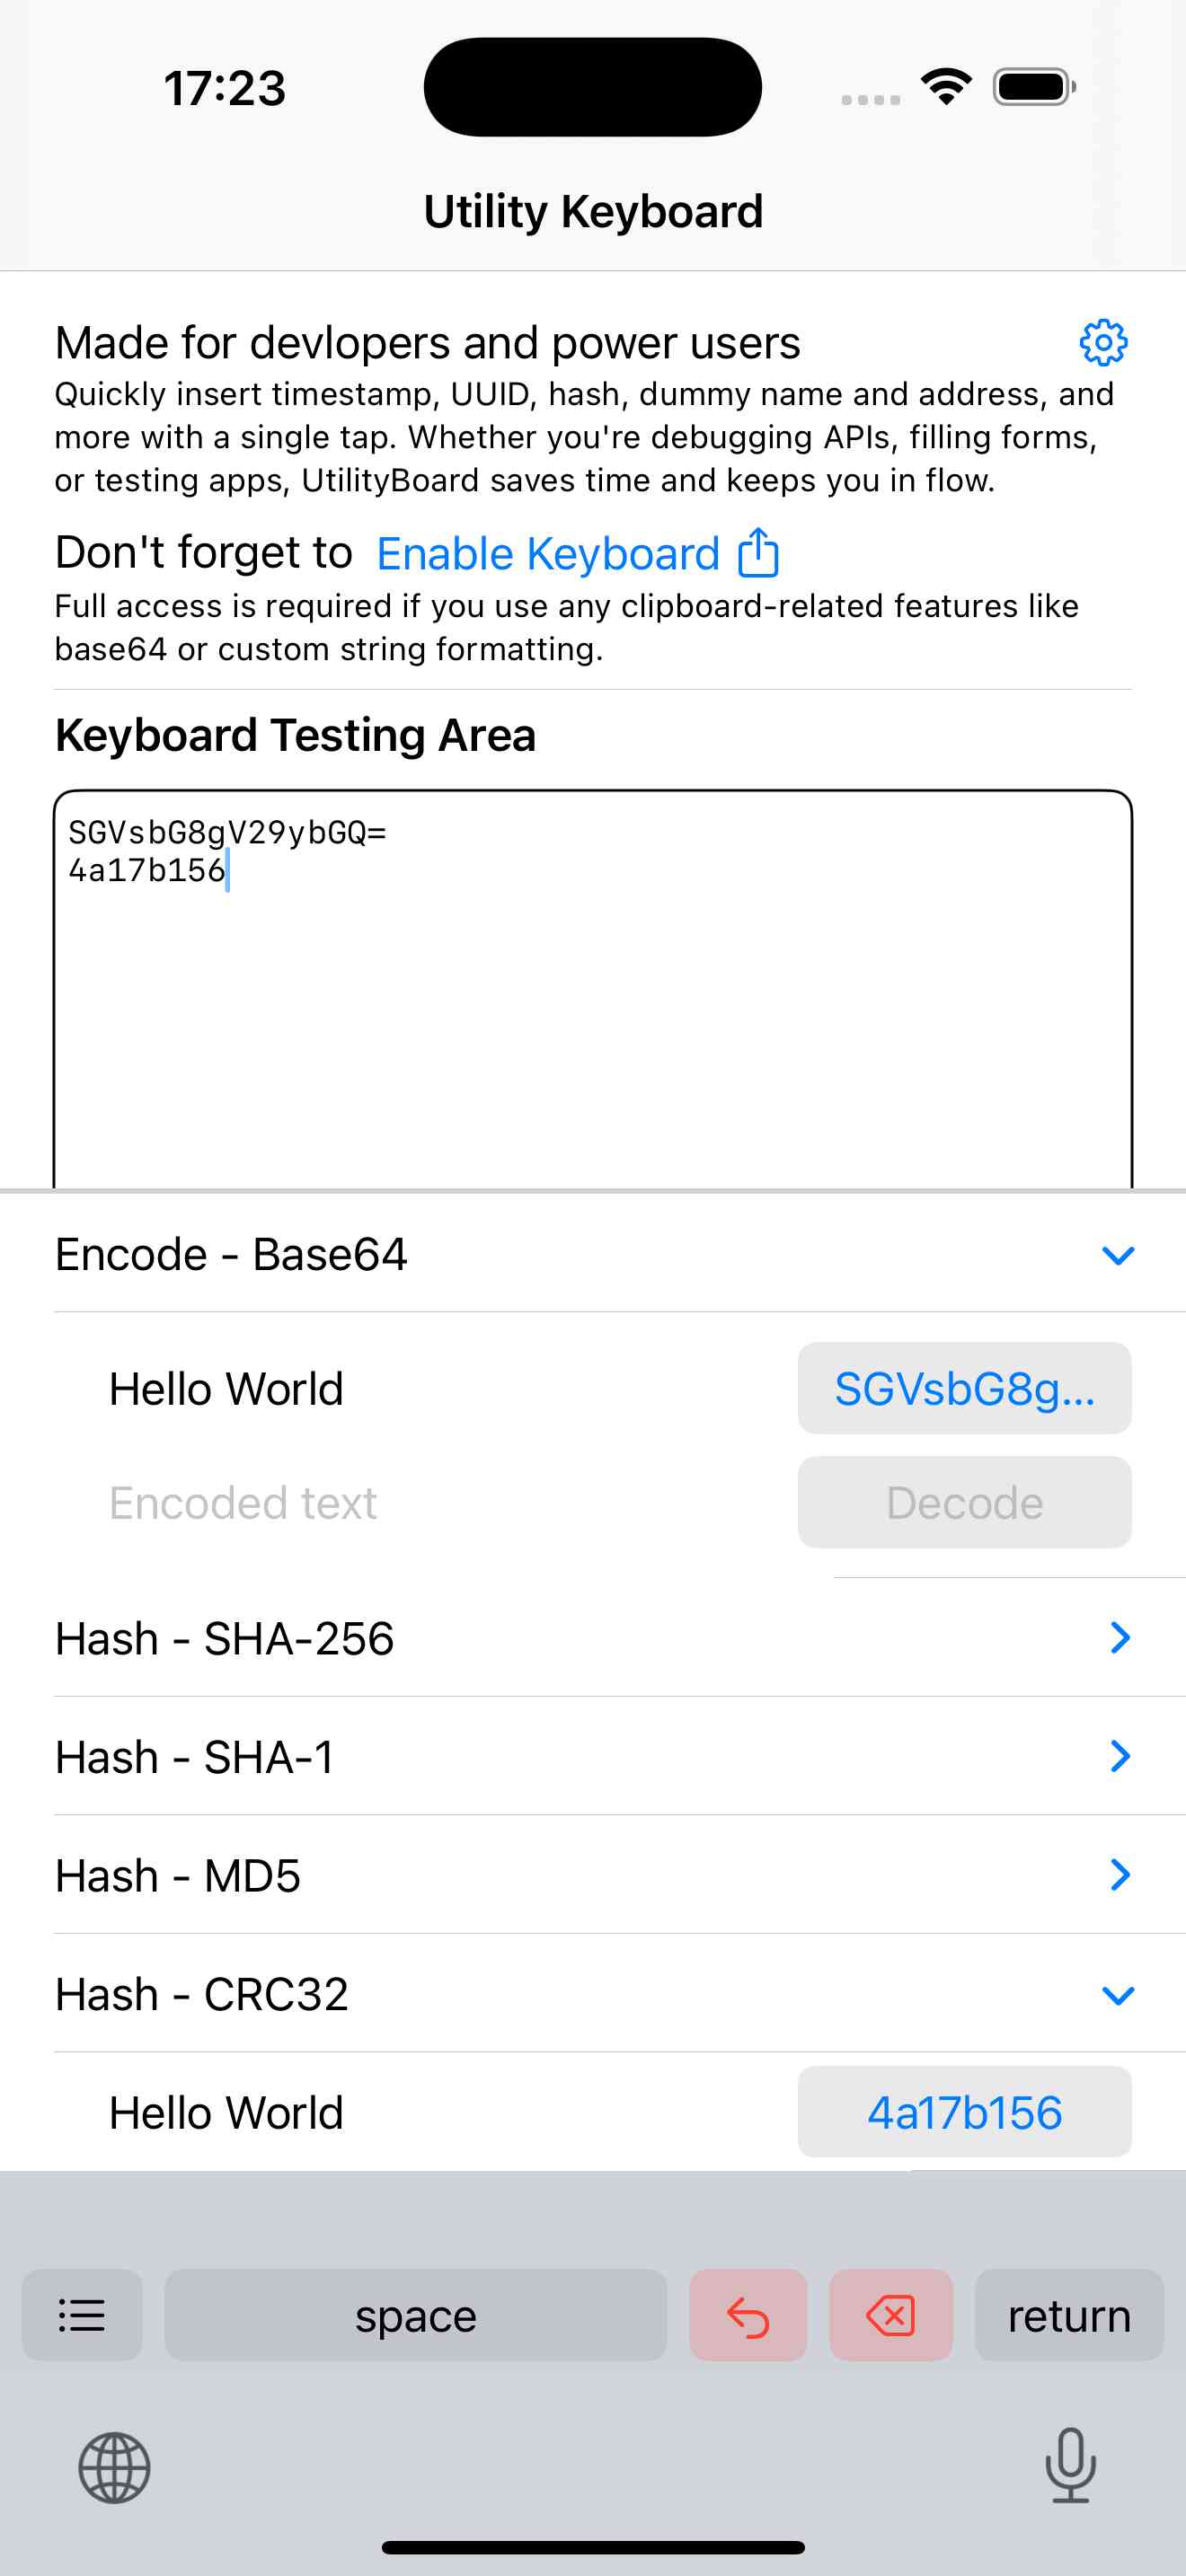 17:23
Utility Keyboard
Made for devlopers and power users
Quickly insert timestamp, UUID, hash, dummy name and address, and
more with a single tap. Whether you're debugging APIs, filling forms,
or testing apps, UtilityBoard saves time and keeps you in flow.
Don't forget to Enable Keyboard
Full access is required if you use any clipboard-related features like
base64 or custom string formatting.
Keyboard Testing Area
SGVsbG8gV29ybGQ=
4a17b156
Encode - Base64
Hello World SGVsbG8g...
Encoded text Decode
Hash - SHA-256
Hash - SHA-1
Hash - MD5
Hash - CRC32
Hello World 4a17b156
space return